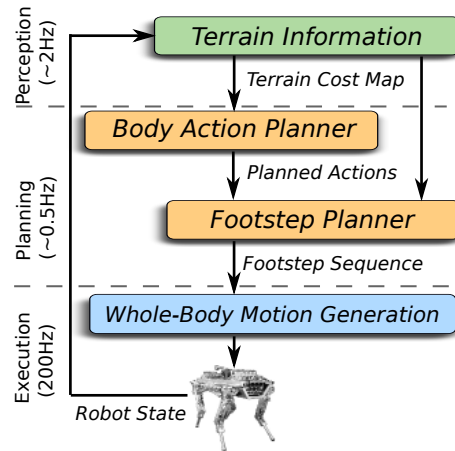 Perception
(~2Hz)
Terrain Information
Terrain Cost Map
Planning
(~0.5Hz)
Body Action Planner
Planned Actions
Footstep Planner
Footstep Sequence
Execution
(200Hz)
Whole-Body Motion Generation
Robot State